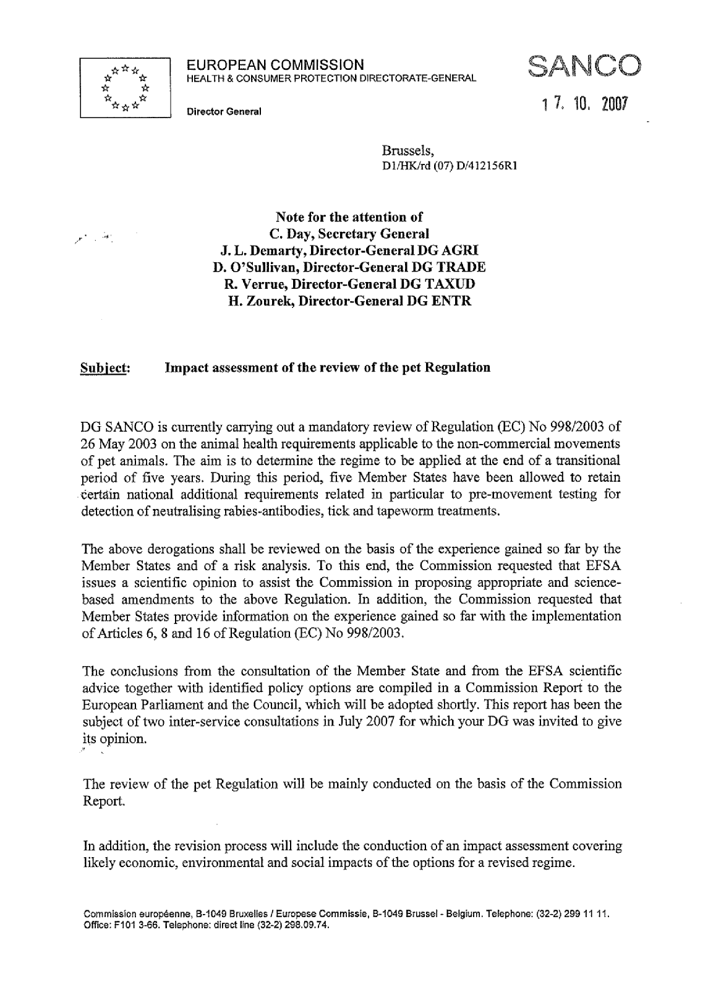 EUROPEAN COMMISSION
HEALTH & CONSUMER PROTECTION DIRECTORATE-GENERAL
Director General
SANCO
17. 10. 2007
Brussels,
D1/HK/rd (07) D/412156R1
Note for the attention of
C. Day, Secretary General
J. L. Demarty, Director-General DG AGRI
D. O'Sullivan, Director-General DG TRADE
R. Verrue, Director-General DG TAXUD
H. Zourek, Director-General DG ENTR
Subject: Impact assessment of the review of the pet Regulation
DG SANCO is currently carrying out a mandatory review of Regulation (EC) No 998/2003 of
26 May 2003 on the animal health requirements applicable to the non-commercial movements
of pet animals. The aim is to determine the regime to be applied at the end of a transitional
period of five years. During this period, five Member States have been allowed to retain
certain national additional requirements related in particular to pre-movement testing for
detection of neutralising rabies-antibodies, tick and tapeworm treatments.
The above derogations shall be reviewed on the basis of the experience gained so far by the
Member States and of a risk analysis. To this end, the Commission requested that EFSA
issues a scientific opinion to assist the Commission in proposing appropriate and science-
based amendments to the above Regulation. In addition, the Commission requested that
Member States provide information on the experience gained so far with the implementation
of Articles 6, 8 and 16 of Regulation (EC) No 998/2003.
The conclusions from the consultation of the Member State and from the EFSA scientific
advice together with identified policy options are compiled in a Commission Report to the
European Parliament and the Council, which will be adopted shortly. This report has been the
subject of two inter-service consultations in July 2007 for which your DG was invited to give
its opinion.
The review of the pet Regulation will be mainly conducted on the basis of the Commission
Report.
In addition, the revision process will include the conduction of an impact assessment covering
likely economic, environmental and social impacts of the options for a revised regime.
Commission européenne, B-1049 Bruxelles / Europese Commissie, B-1049 Brussel - Belgium. Telephone: (32-2) 299 11 11.
Office: F101 3-66. Telephone: direct line (32-2) 298.09.74.